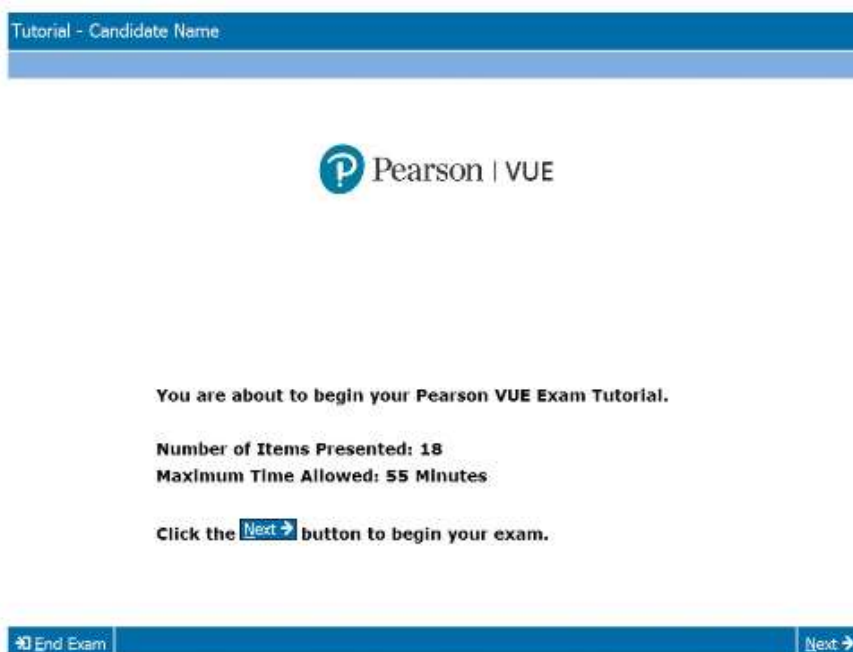 Tutorial - Candidate Name
Pearson | VUE
You are about to begin your Pearson VUE Exam Tutorial.
Number of Items Presented: 18
Maximum Time Allowed: 55 Minutes
Click the Next → button to begin your exam.
End Exam
Next →